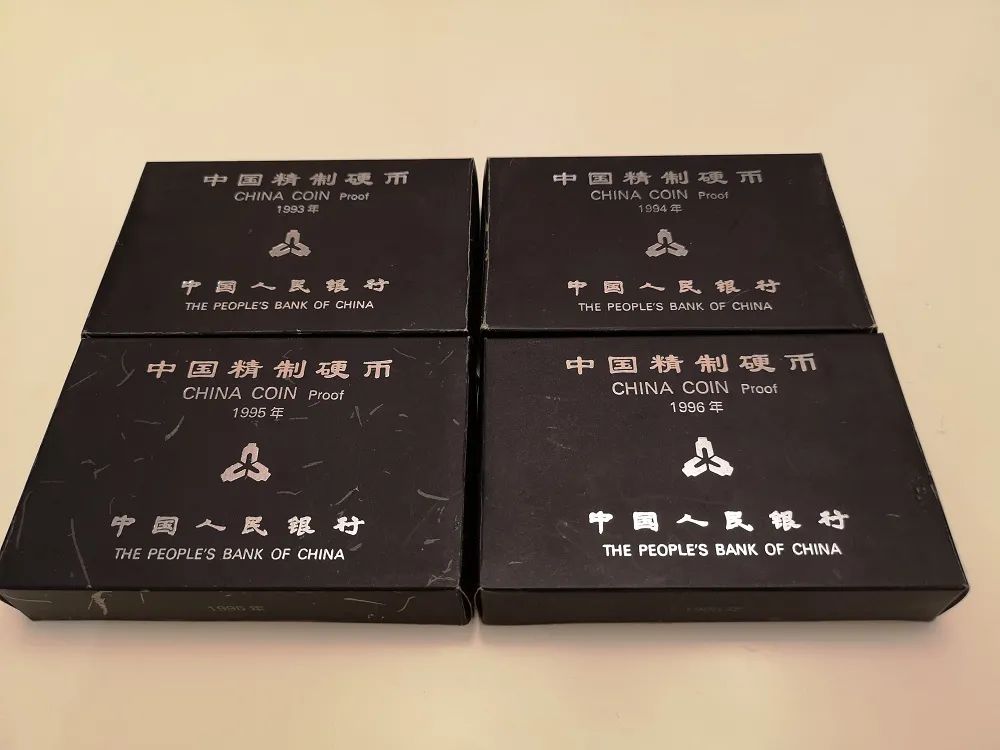 中国精制硬币
CHINA COIN Proof
1993年
中国人民银行
THE PEOPLE'S BANK OF CHINA
中国精制硬币
CHINA COIN Proof
1994年
中国人民银行
THE PEOPLE'S BANK OF CHINA
中国精制硬币
CHINA COIN Proof
1995年
中国人民银行
THE PEOPLE'S BANK OF CHINA
1995年
中国精制硬币
CHINA COIN Proof
1996年
中国人民银行
THE PEOPLE'S BANK OF CHINA